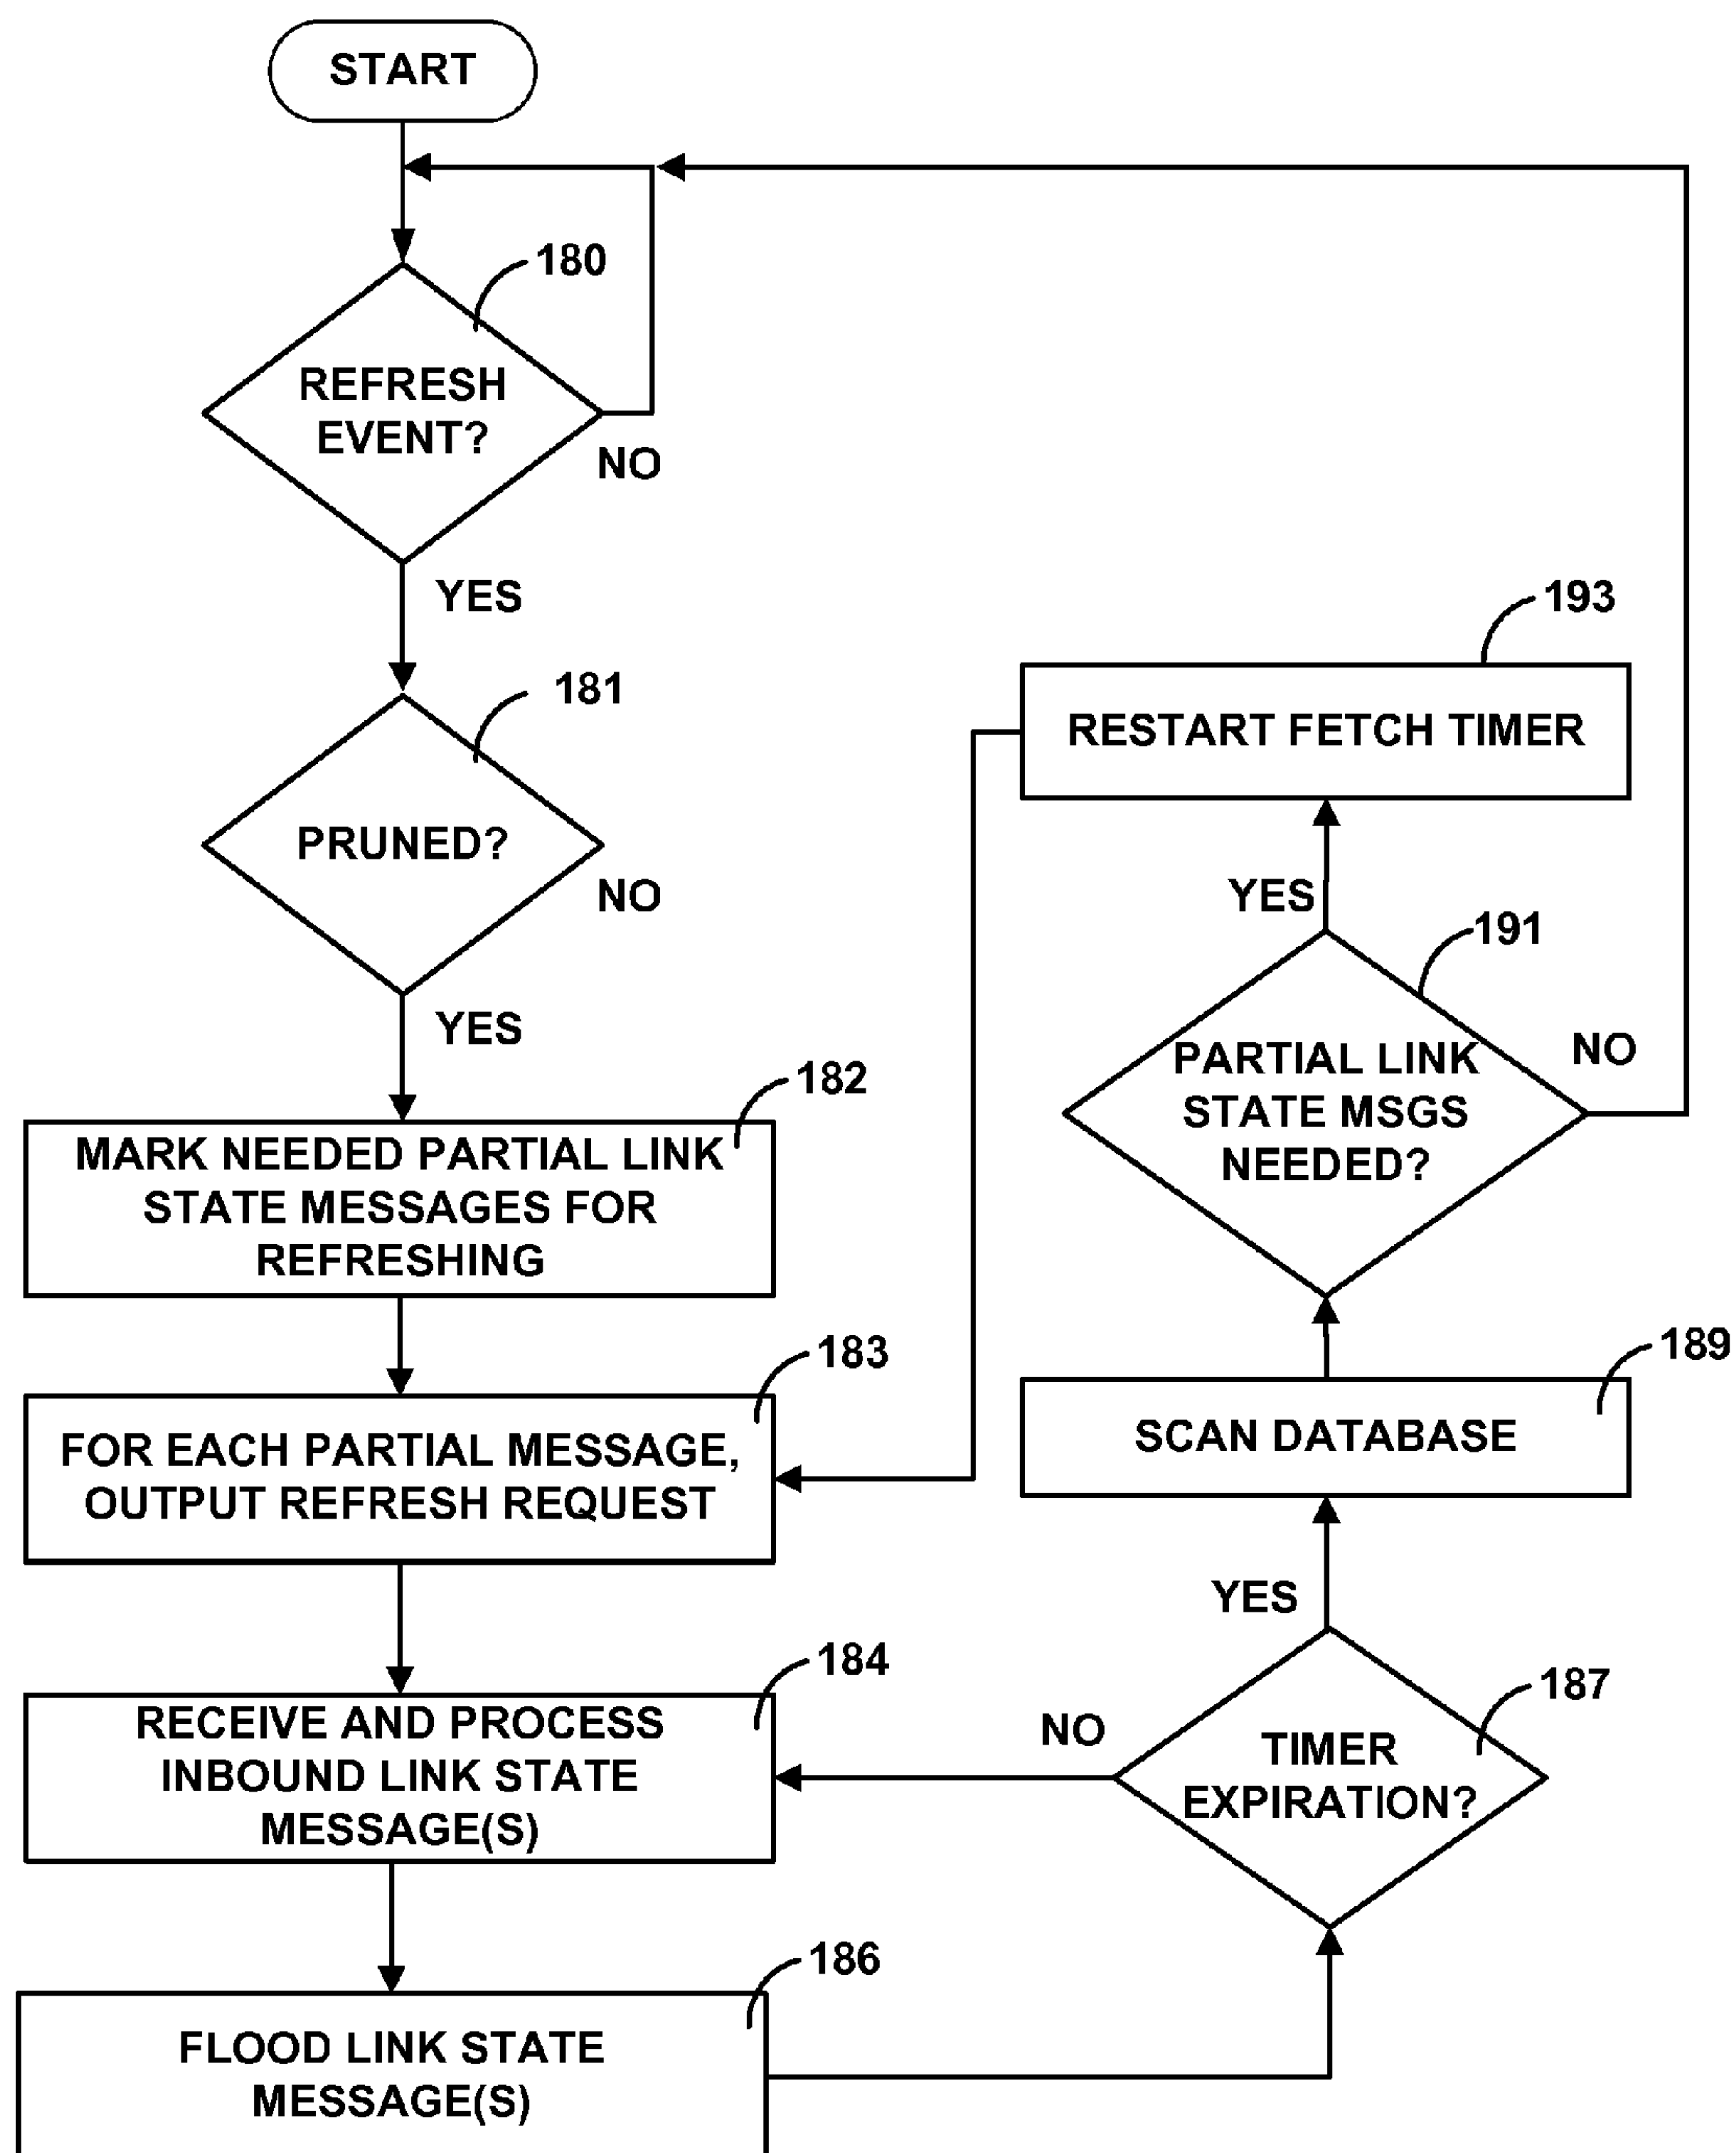 START
180
REFRESH
EVENT?
NO
YES
181
PRUNED?
NO
YES
182
MARK NEEDED PARTIAL LINK
STATE MESSAGES FOR
REFRESHING
183
FOR EACH PARTIAL MESSAGE,
OUTPUT REFRESH REQUEST
184
RECEIVE AND PROCESS
INBOUND LINK STATE
MESSAGE(S)
186
FLOOD LINK STATE
MESSAGE(S)
193
RESTART FETCH TIMER
YES
191
PARTIAL LINK
STATE MSGS
NEEDED?
NO
189
SCAN DATABASE
YES
187
TIMER
EXPIRATION?
NO